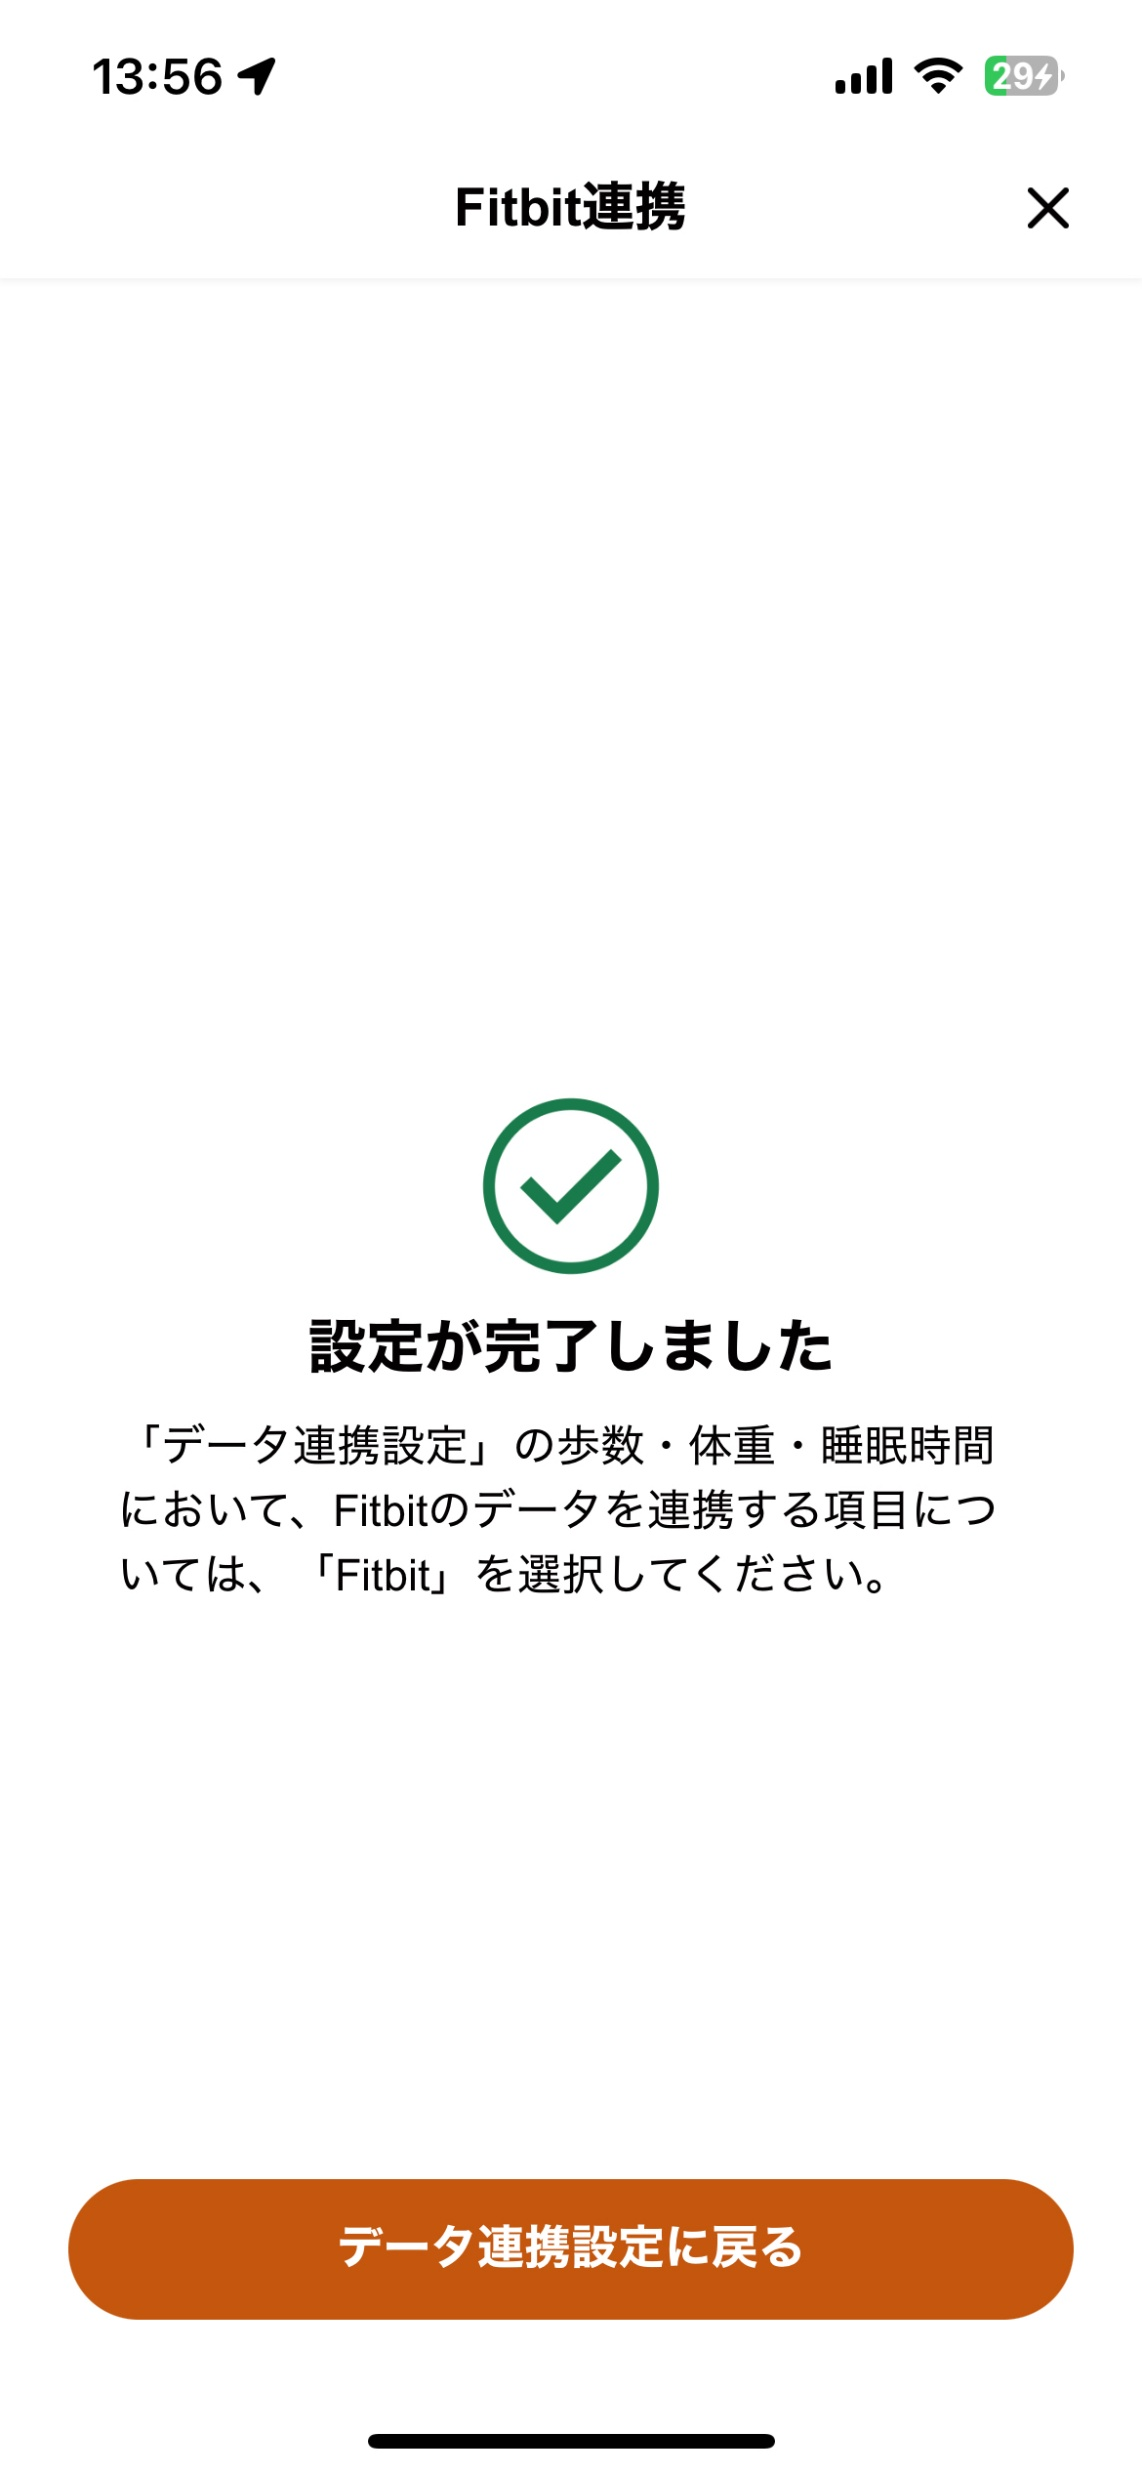 13:56
29
Fitbit連携
設定が完了しました
「データ連携設定」の歩数・体重・睡眠時間
において、Fitbitのデータを連携する項目につ
いては、「Fitbit」を選択してください。
データ連携設定に戻る